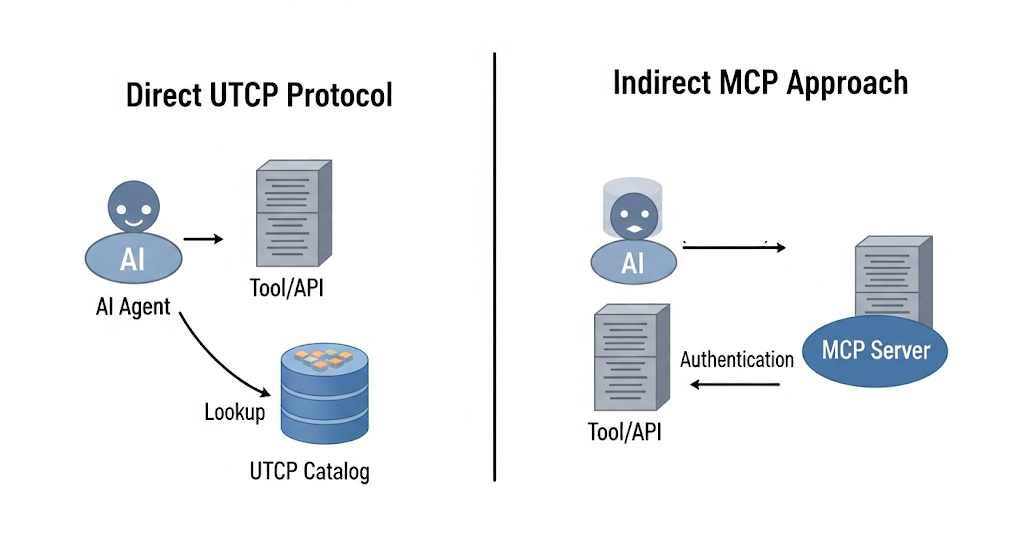 Direct UTCP Protocol
AI
AI Agent
Tool/API
Lookup
UTCP Catalog
Indirect MCP Approach
AI
MCP Server
Authentication
Tool/API